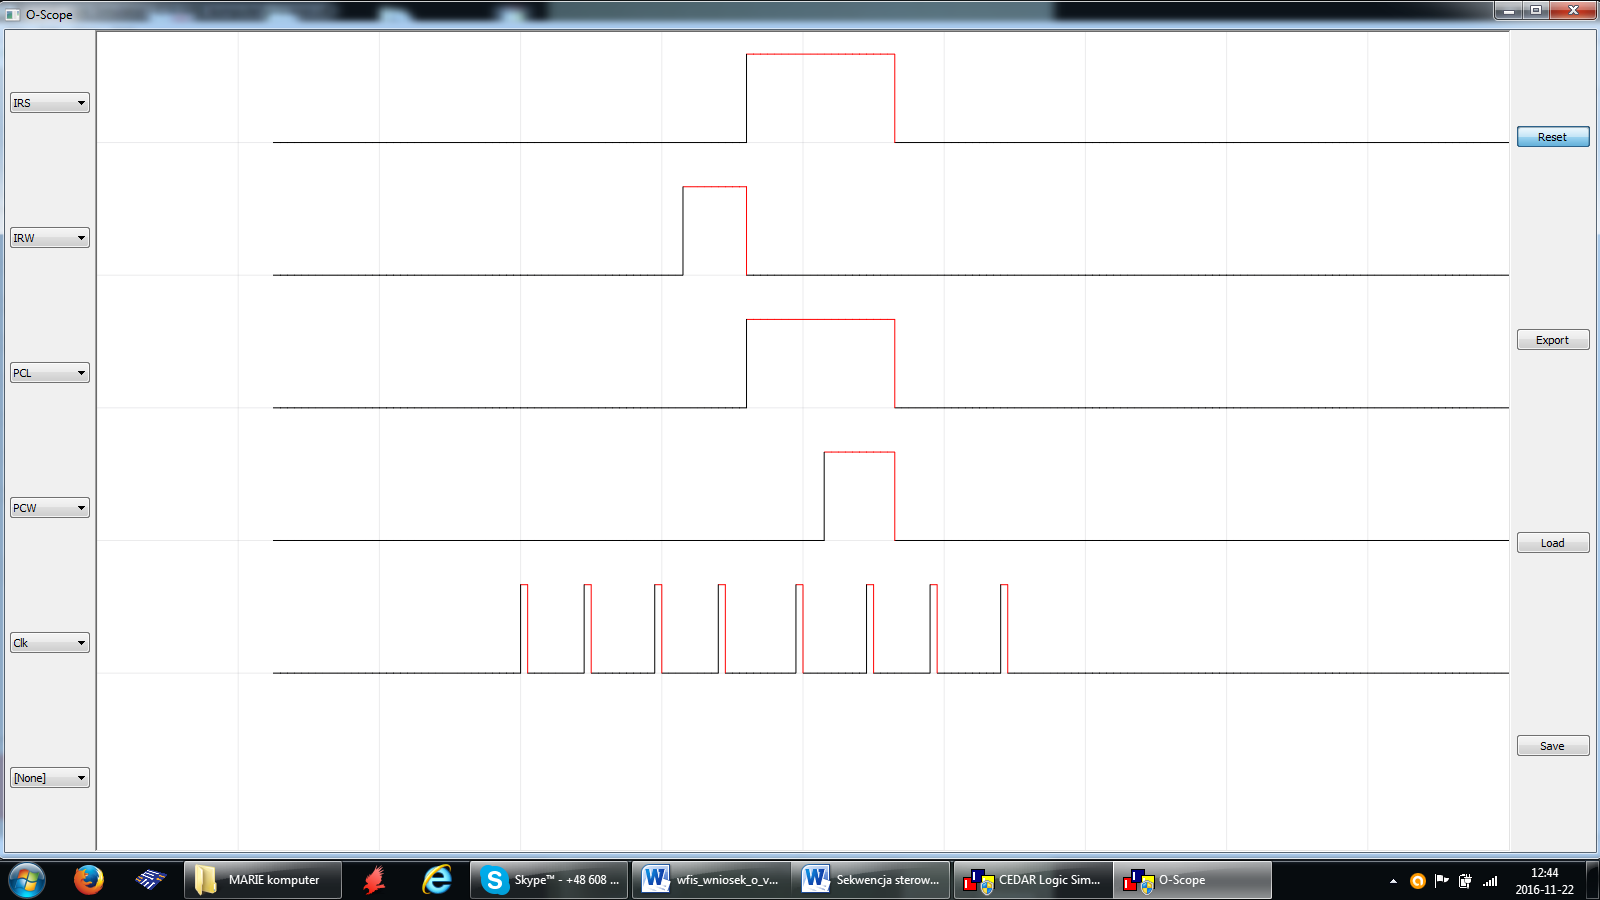 O-Scope
IRS
IRW
PCL
PCW
Clk
[None]
Reset
Export
Load
Save
MARIE komputer
Skype™ - +48 608 ...
wfis_wniosek_o_v...
Sekwencja sterow...
CEDAR Logic Sim...
O-Scope
12:44
2016-11-22